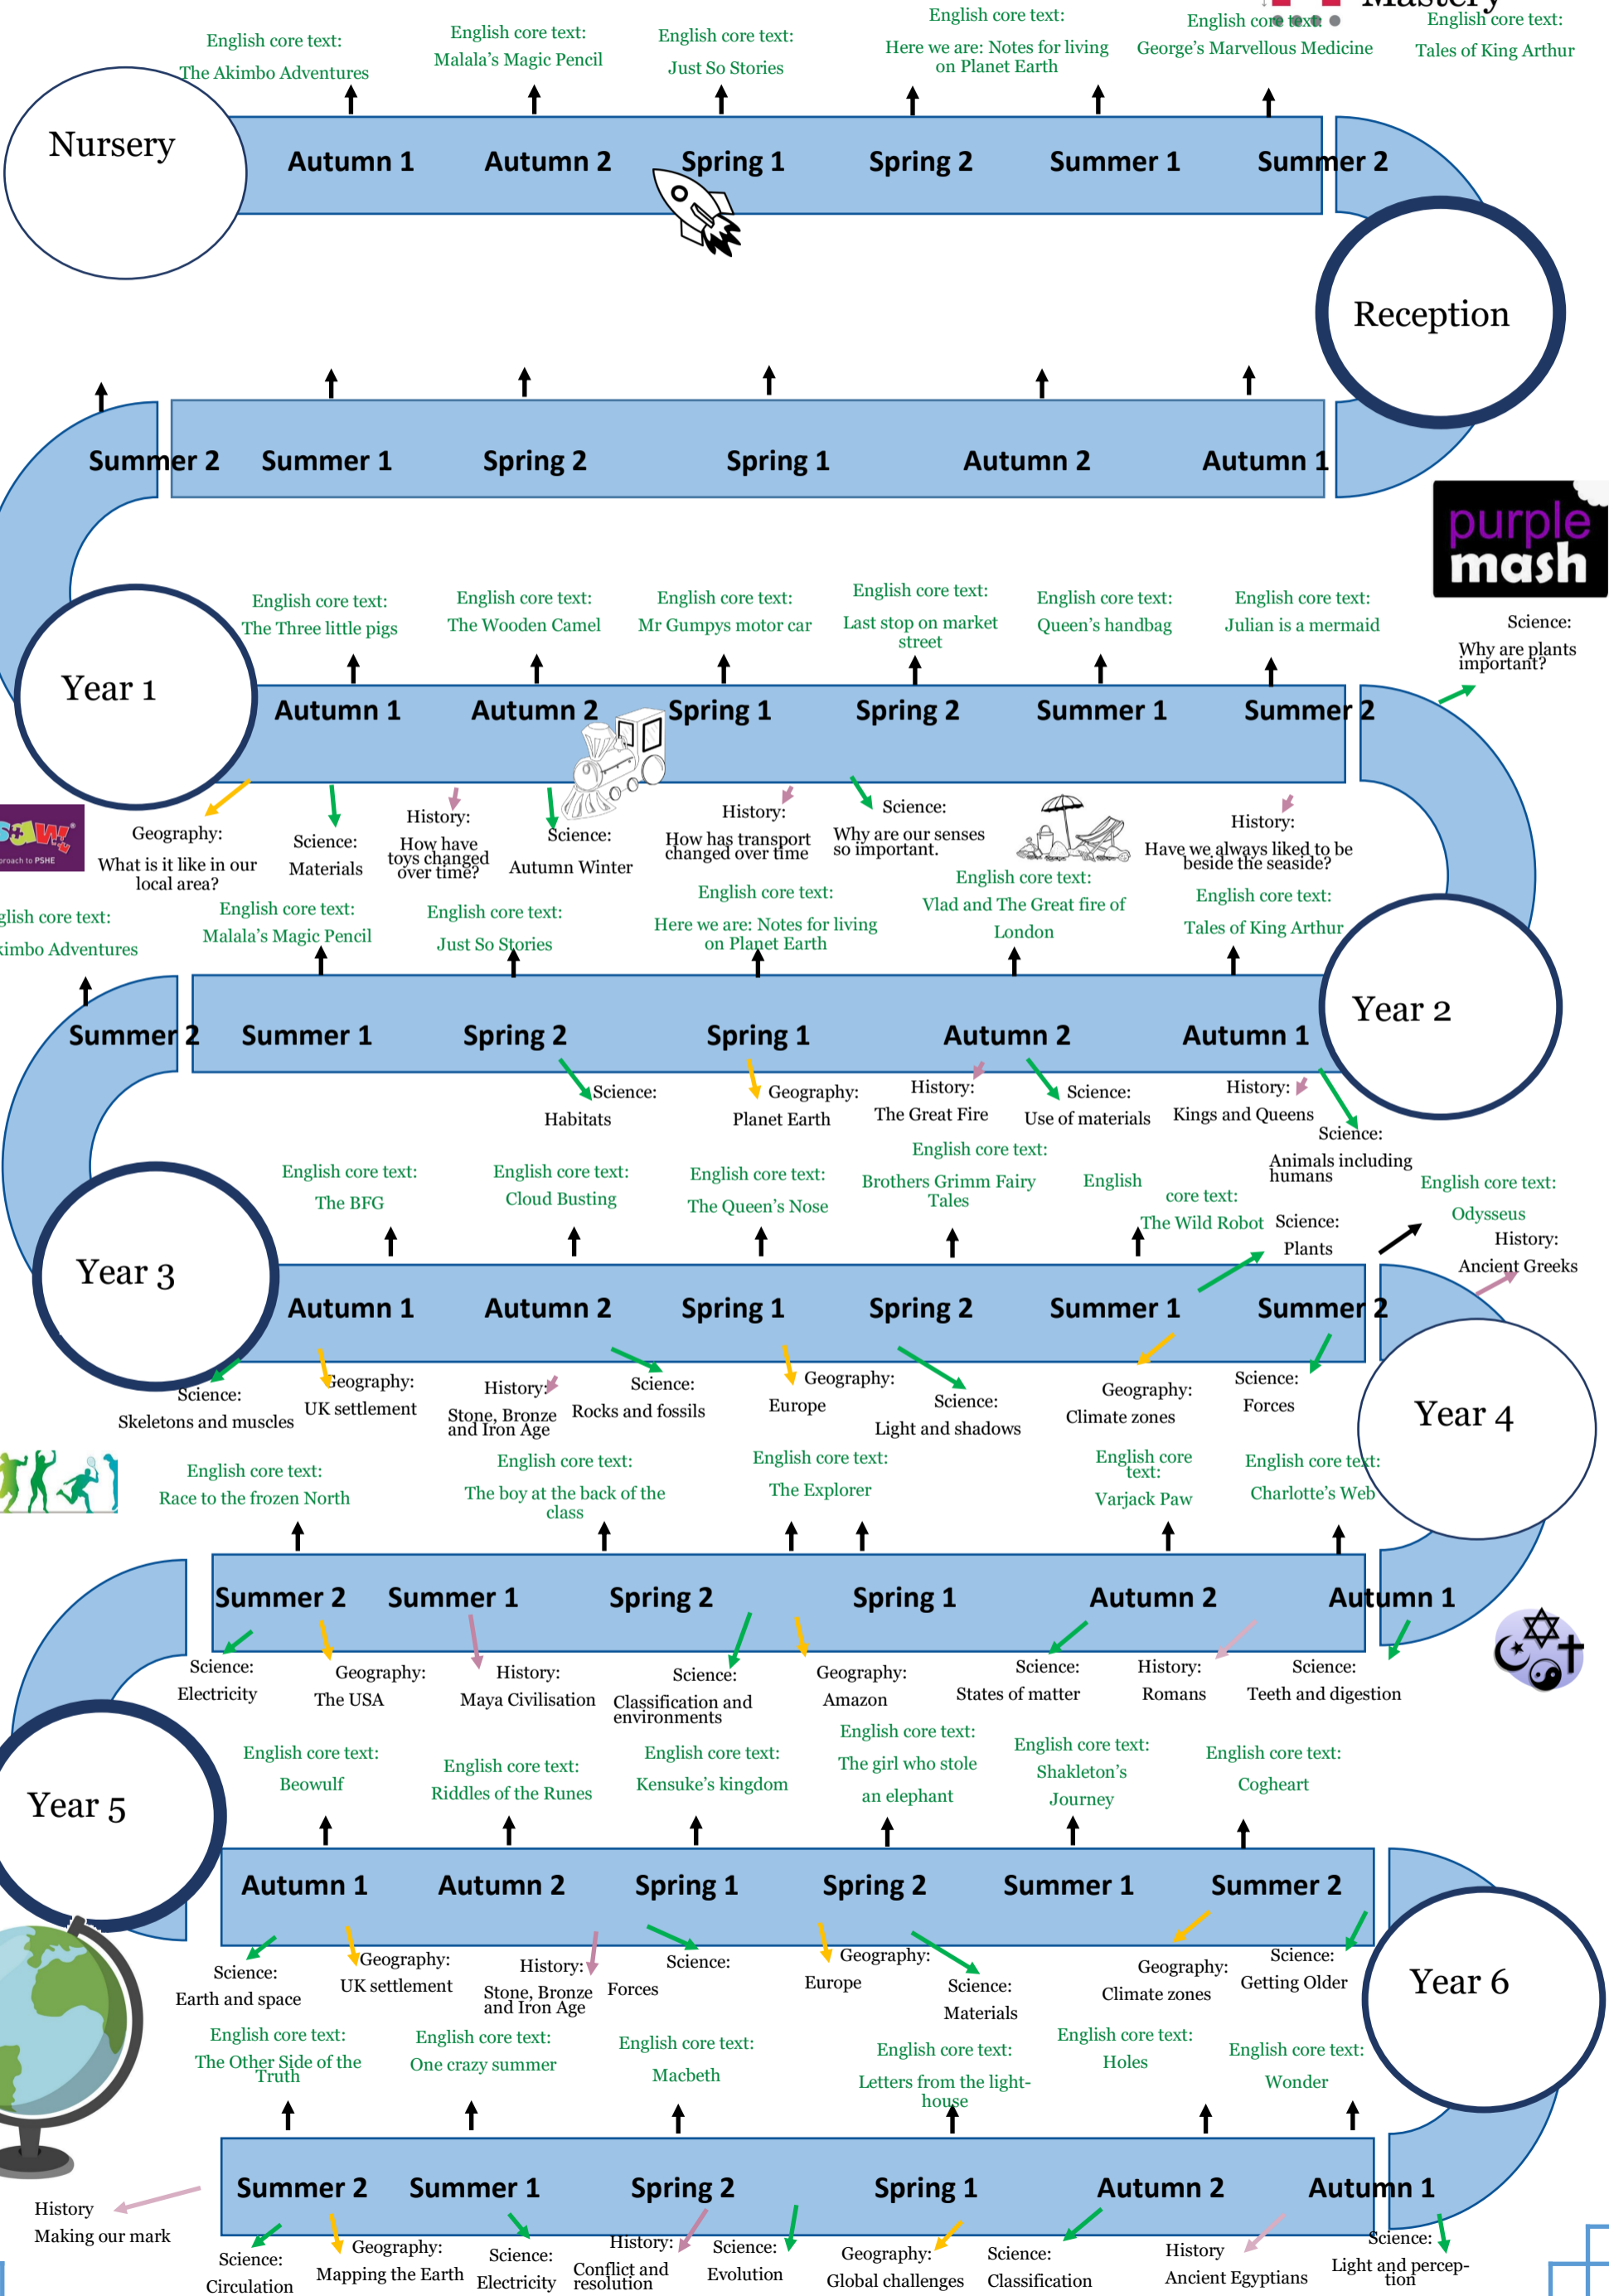 Mastery
English core text:
The Akimbo Adventures
English core text:
Malala’s Magic Pencil
English core text:
Just So Stories
English core text:
Here we are: Notes for living
on Planet Earth
English core text:
George’s Marvellous Medicine
English core text:
Tales of King Arthur
Nursery
Autumn 1
Autumn 2
Spring 1
Spring 2
Summer 1
Summer 2
Reception
Summer 2
Summer 1
Spring 2
Spring 1
Autumn 2
Autumn 1
purple
mash
English core text:
The Three little pigs
English core text:
The Wooden Camel
English core text:
Mr Gumpys motor car
English core text:
Last stop on market
street
English core text:
Queen’s handbag
English core text:
Julian is a mermaid
Science:
Why are plants
important?
Year 1
Autumn 1
Autumn 2
Spring 1
Spring 2
Summer 1
Summer 2
saw!
proach to PSHE
Geography:
What is it like in our
local area?
Science:
Materials
History:
How have
toys changed
over time?
Science:
Autumn Winter
History:
How has transport
changed over time
Science:
Why are our senses
so important.
History:
Have we always liked to be
beside the seaside?
glish core text:
kimbo Adventures
English core text:
Malala’s Magic Pencil
English core text:
Just So Stories
English core text:
Here we are: Notes for living
on Planet Earth
English core text:
Vlad and The Great fire of
London
English core text:
Tales of King Arthur
Year 2
Summer 2
Summer 1
Spring 2
Spring 1
Autumn 2
Autumn 1
Science:
Habitats
Geography:
Planet Earth
History:
The Great Fire
Science:
Use of materials
History:
Kings and Queens
Science:
Animals including
humans
English core text:
The BFG
English core text:
Cloud Busting
English core text:
The Queen’s Nose
English core text:
Brothers Grimm Fairy
Tales
English
core text:
The Wild Robot
Science:
Plants
English core text:
Odysseus
History:
Ancient Greeks
Year 3
Autumn 1
Autumn 2
Spring 1
Spring 2
Summer 1
Summer 2
Science:
Skeletons and muscles
Geography:
UK settlement
History:
Stone, Bronze
and Iron Age
Science:
Rocks and fossils
Geography:
Europe
Science:
Light and shadows
Geography:
Climate zones
Science:
Forces
Year 4
English core text:
Race to the frozen North
English core text:
The boy at the back of the
class
English core text:
The Explorer
English core
text:
Varjack Paw
English core text:
Charlotte’s Web
Summer 2
Summer 1
Spring 2
Spring 1
Autumn 2
Autumn 1
Science:
Electricity
Geography:
The USA
History:
Maya Civilisation
Science:
Classification and
environments
Geography:
Amazon
Science:
States of matter
History:
Romans
Science:
Teeth and digestion
English core text:
Beowulf
English core text:
Riddles of the Runes
English core text:
Kensuke’s kingdom
English core text:
The girl who stole
an elephant
English core text:
Shakleton’s
Journey
English core text:
Cogheart
Year 5
Autumn 1
Autumn 2
Spring 1
Spring 2
Summer 1
Summer 2
Science:
Earth and space
Geography:
UK settlement
History:
Stone, Bronze
and Iron Age
Science:
Forces
Geography:
Europe
Science:
Materials
Geography:
Climate zones
Science:
Getting Older
Year 6
English core text:
The Other Side of the
Truth
English core text:
One crazy summer
English core text:
Macbeth
English core text:
Letters from the light-
house
English core text:
Holes
English core text:
Wonder
Summer 2
Summer 1
Spring 2
Spring 1
Autumn 2
Autumn 1
History
Making our mark
Science:
Circulation
Geography:
Mapping the Earth
Science:
Electricity
History:
Conflict and
resolution
Science:
Evolution
Geography:
Global challenges
Science:
Classification
History
Ancient Egyptians
Science:
Light and percep-
tion